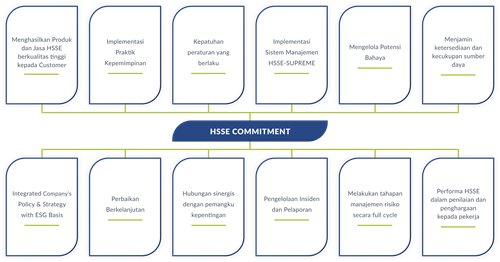 Menghasilkan Produk
dan Jasa HSSE
berkualitas tinggi
kepada Customer
Implementasi
Praktik
Kepemimpinan
Kepatuhan
peraturan yang
berlaku
Implementasi
Sistem Manajemen
HSSE-SUPREME
Mengelola Potensi
Bahaya
Menjamin
ketersediaan dan
kecukupan sumber
daya
HSSE COMMITMENT
Integrated Company's
Policy & Strategy
with ESG Basis
Perbaikan
Berkelanjutan
Hubungan sinergis
dengan pemangku
kepentingan
Pengelolaan Insiden
dan Pelaporan
Melakukan tahapan
manajemen risiko
secara full cycle
Performa HSSE
dalam penilaian dan
penghargaan
kepada pekerja